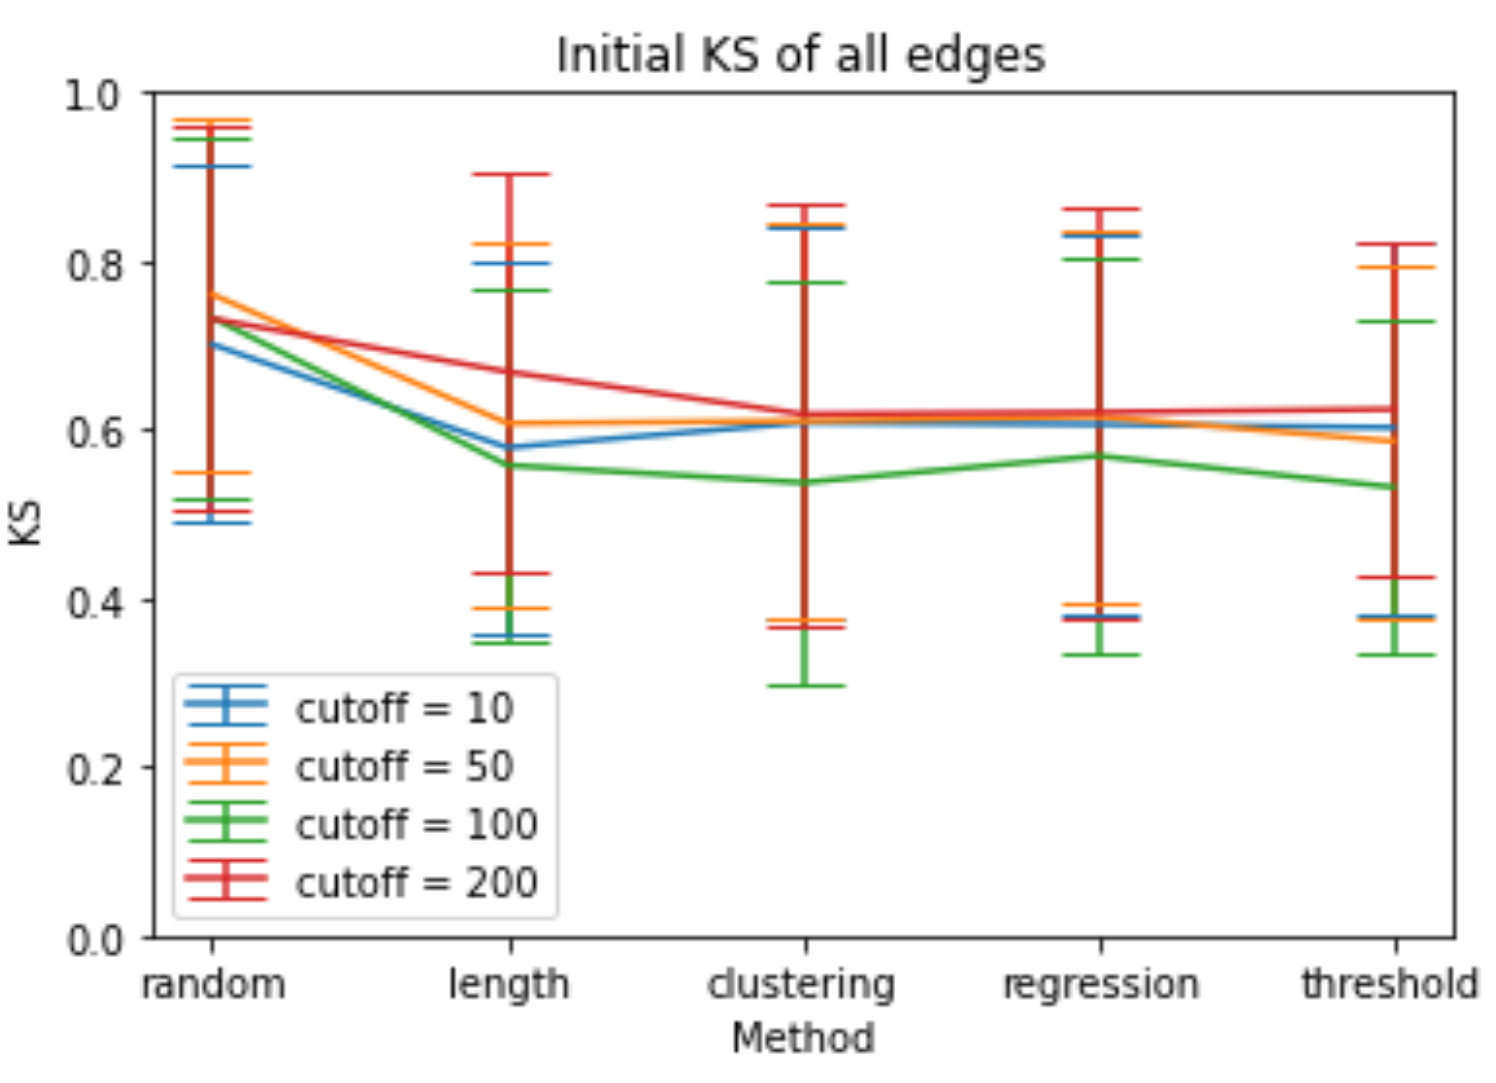 Initial KS of all edges
1.0
0.8
0.6
0.4
0.2
0.0
KS
cutoff = 10
cutoff = 50
cutoff = 100
cutoff = 200
random length clustering regression threshold
Method